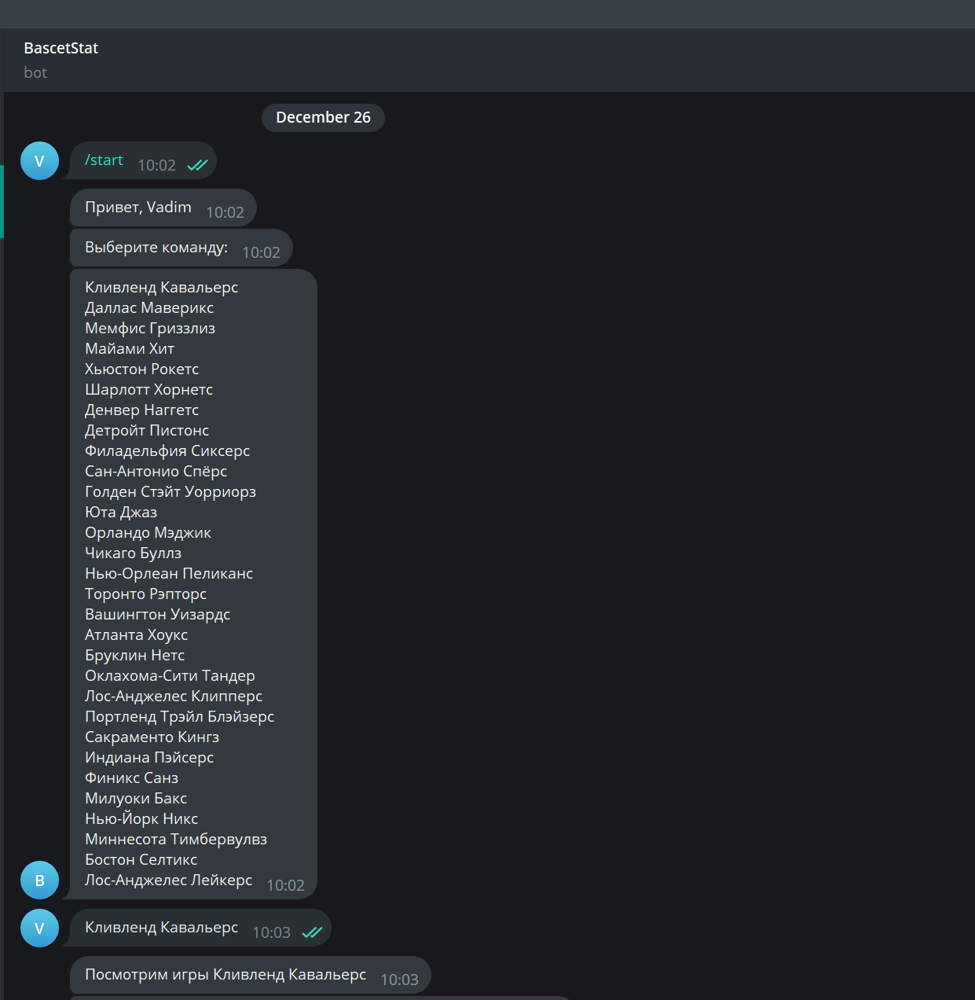 BascetStat
bot
December 26
V
/start 10:02
Привет, Vadim 10:02
Выберите команду: 10:02
Кливленд Кавальерс
Даллас Маверикс
Мемфис Гриззлиз
Майами Хит
Хьюстон Рокетс
Шарлотт Хорнетс
Денвер Наггетс
Детройт Пистонс
Филадельфия Сиксерс
Сан-Антонио Спёрс
Голден Стэйт Уорриорз
Юта Джаз
Орландо Мэджик
Чикаго Буллз
Нью-Орлеан Пеликанс
Торонто Рэпторс
Вашингтон Уизардс
Атланта Хоукс
Бруклин Нетс
Оклахома-Сити Тандер
Лос-Анджелес Клипперс
Портленд Трэйл Блэйзерс
Сакраменто Кингз
Индиана Пэйсерс
Финикс Санз
Милуоки Бакс
Нью-Йорк Никс
Миннесота Тимбервулвз
Бостон Селтикс
B
Лос-Анджелес Лейкерс 10:02
V
Кливленд Кавальерс 10:03
Посмотрим игры Кливленд Кавальерс 10:03